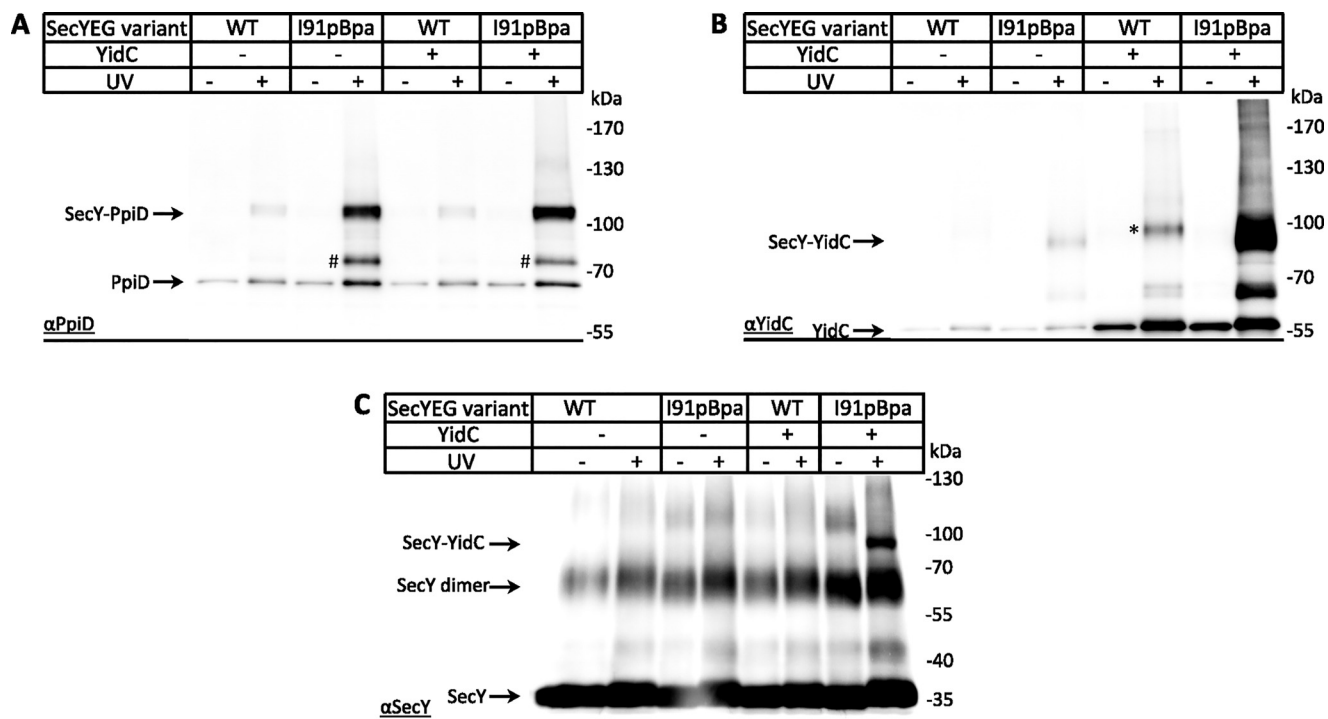 A
SecYEG variant WT I91pBpa WT I91pBpa
YidC - - + +
UV - + - + - + - +
kDa
-170
-130
SecY-PpiD
-100
#
#
-70
PpiD
αPpiD
-55
B
SecYEG variant WT I91pBpa WT I91pBpa
YidC - - + +
UV - + - + - + - +
kDa
-170
-130
-100
*
SecY-YidC
-70
αYidC
YidC
-55
C
SecYEG variant WT I91pBpa WT I91pBpa
YidC - - + +
UV - + - + - + - +
kDa
-130
-100
SecY-YidC
-70
SecY dimer
-55
-40
SecY
-35
αSecY